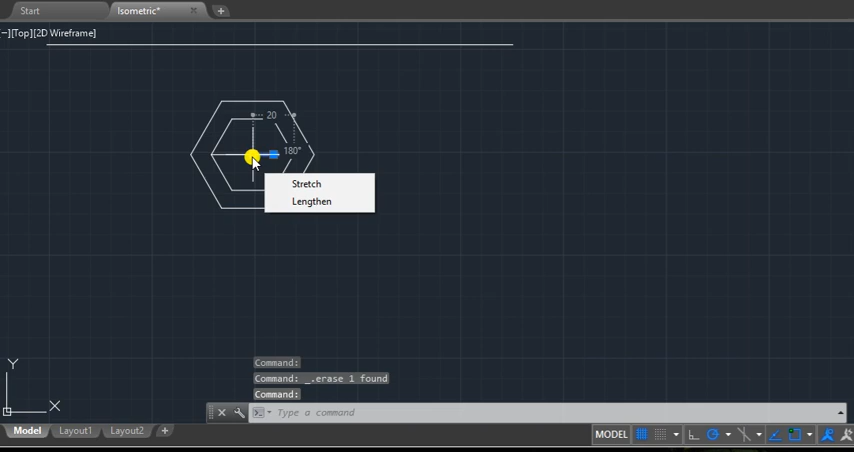 Start
Isometric*
−][Top][2D Wireframe]
20
180°
Stretch
Lengthen
Command:
Command: _.erase 1 found
Command:
Type a command
Y
X
Model
Layout1
Layout2
MODEL